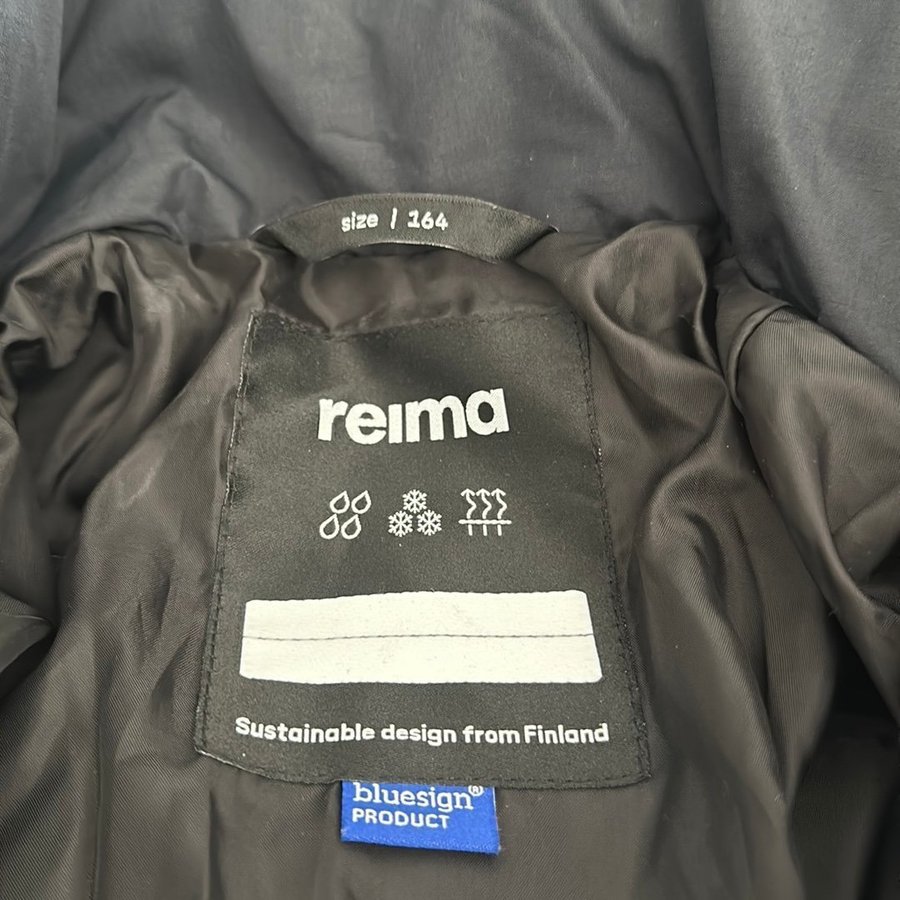 size / 164
reima
Sustainable design from Finland
bluesign®
PRODUCT